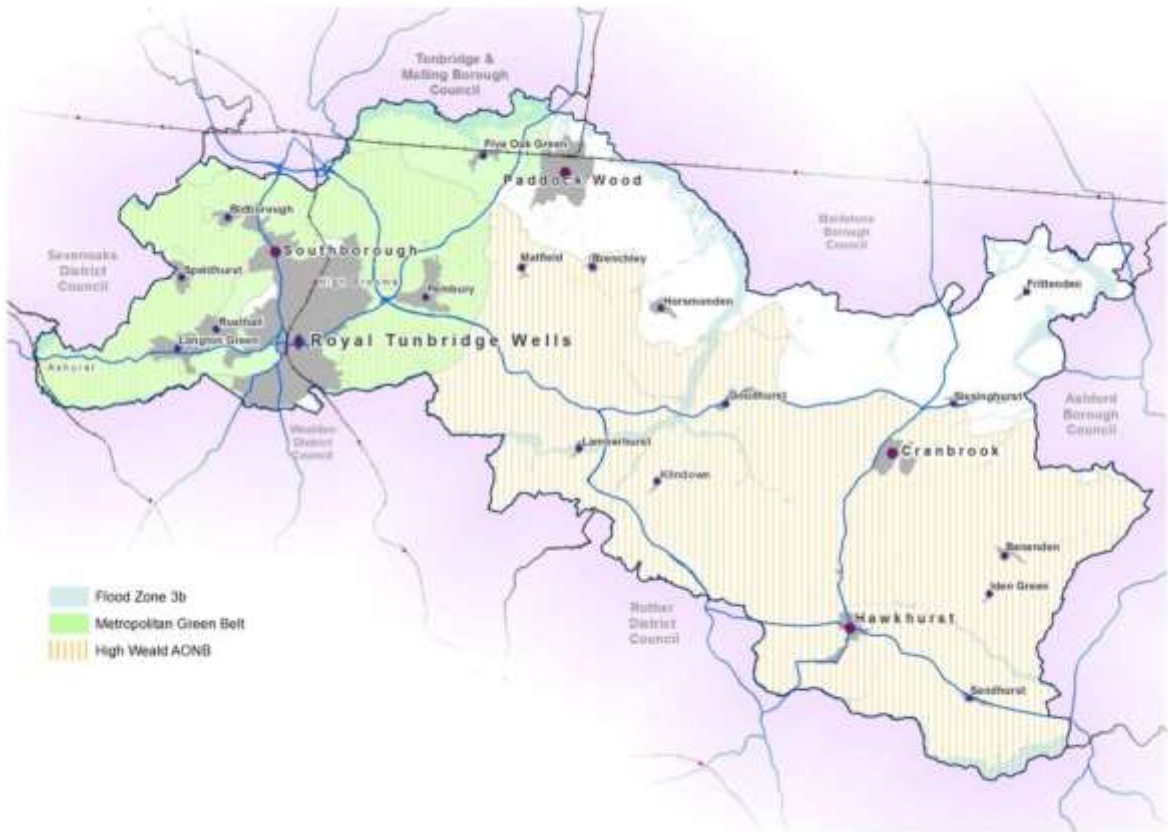 Tonbridge &
Malling Borough
Council
Five Oak Green
Paddock Wood
Maidstone
Borough
Council
Bidborough
Southborough
Sevenoaks
District
Council
Speldhurst
High Brooms
Pembury
Matfield
Brenchley
Horsmonden
Frittenden
Rusthall
Langton Green
Royal Tunbridge Wells
Ashurst
Goudhurst
Sissinghurst
Ashford
Borough
Council
Wealden
District
Council
Lamberhurst
Cranbrook
Kilndown
Benenden
Iden Green
Rother
District
Council
Hawkhurst
Sandhurst
Flood Zone 3b
Metropolitan Green Belt
High Weald AONB